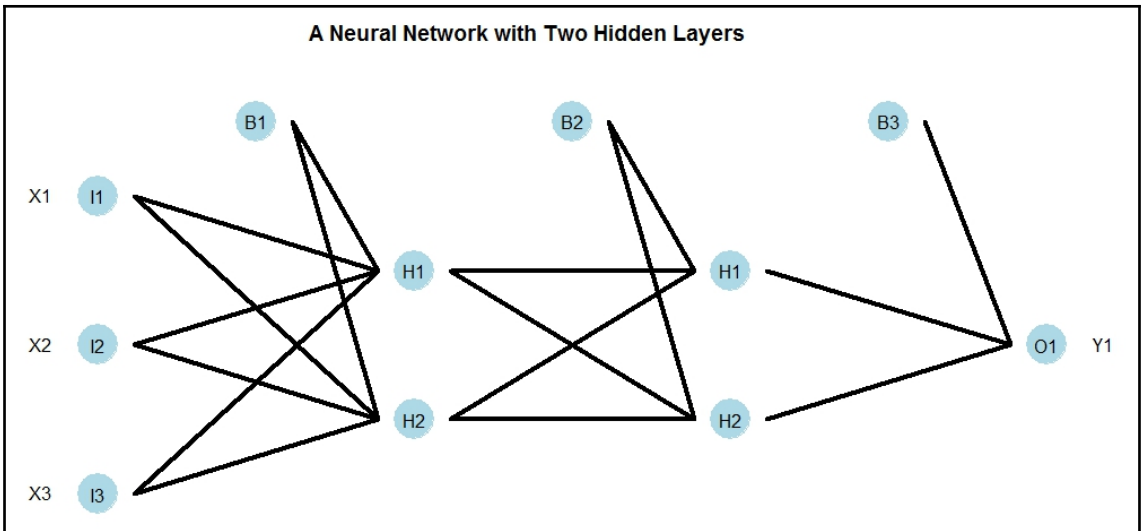 A Neural Network with Two Hidden Layers
B1
B2
B3
X1
I1
H1
H1
X2
I2
O1
Y1
H2
H2
X3
I3